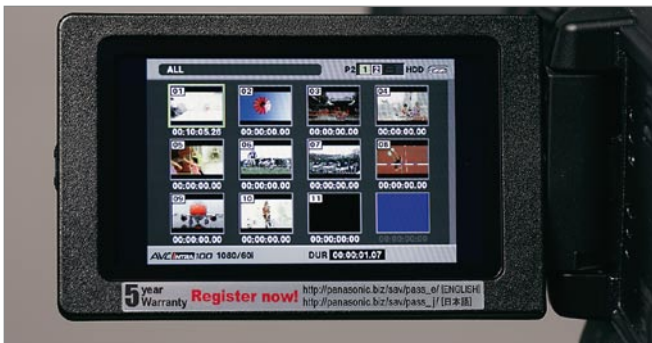 ALL P2 1 2 HDD
01 02 03 04
00:10:05.26 00:00:00.00 00:00:00.00 00:00:00.00
05 06 07 08
00:00:00.00 00:00:00.00 00:00:00.00 00:00:00.00
09 10 11
00:00:00.00 00:00:00.00 00:00:00.00
AVC INTRA 100 1080/60i DUR 00:00:01.07
5 year Warranty Register now!
http://panasonic.biz/sav/pass_e/ [ENGLISH]
http://panasonic.biz/sav/pass_j/ [日本語]